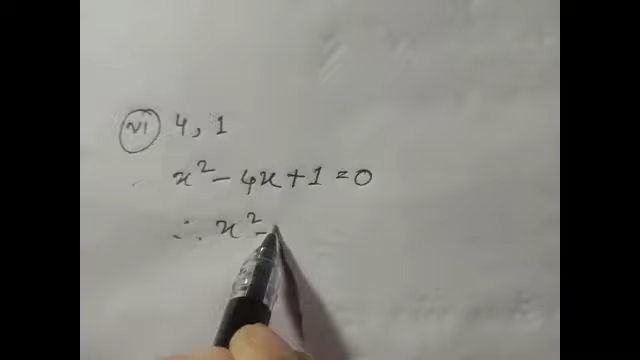 (vi) 4, 1
x² - 4x + 1 = 0
∴ x² -